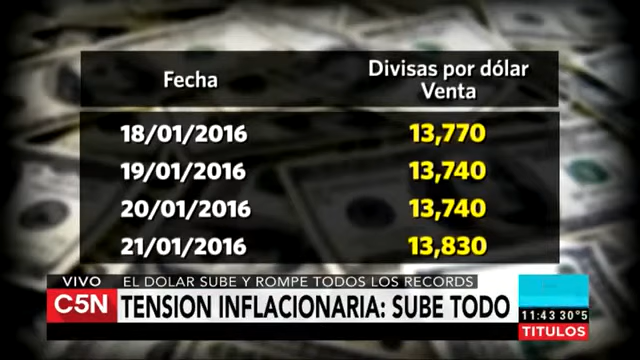 Fecha
Divisas por dólar
Venta
18/01/2016 13,770
19/01/2016 13,740
20/01/2016 13,740
21/01/2016 13,830
VIVO EL DOLAR SUBE Y ROMPE TODOS LOS RECORDS
C5N TENSION INFLACIONARIA: SUBE TODO
11:43 30°5
TITULOS